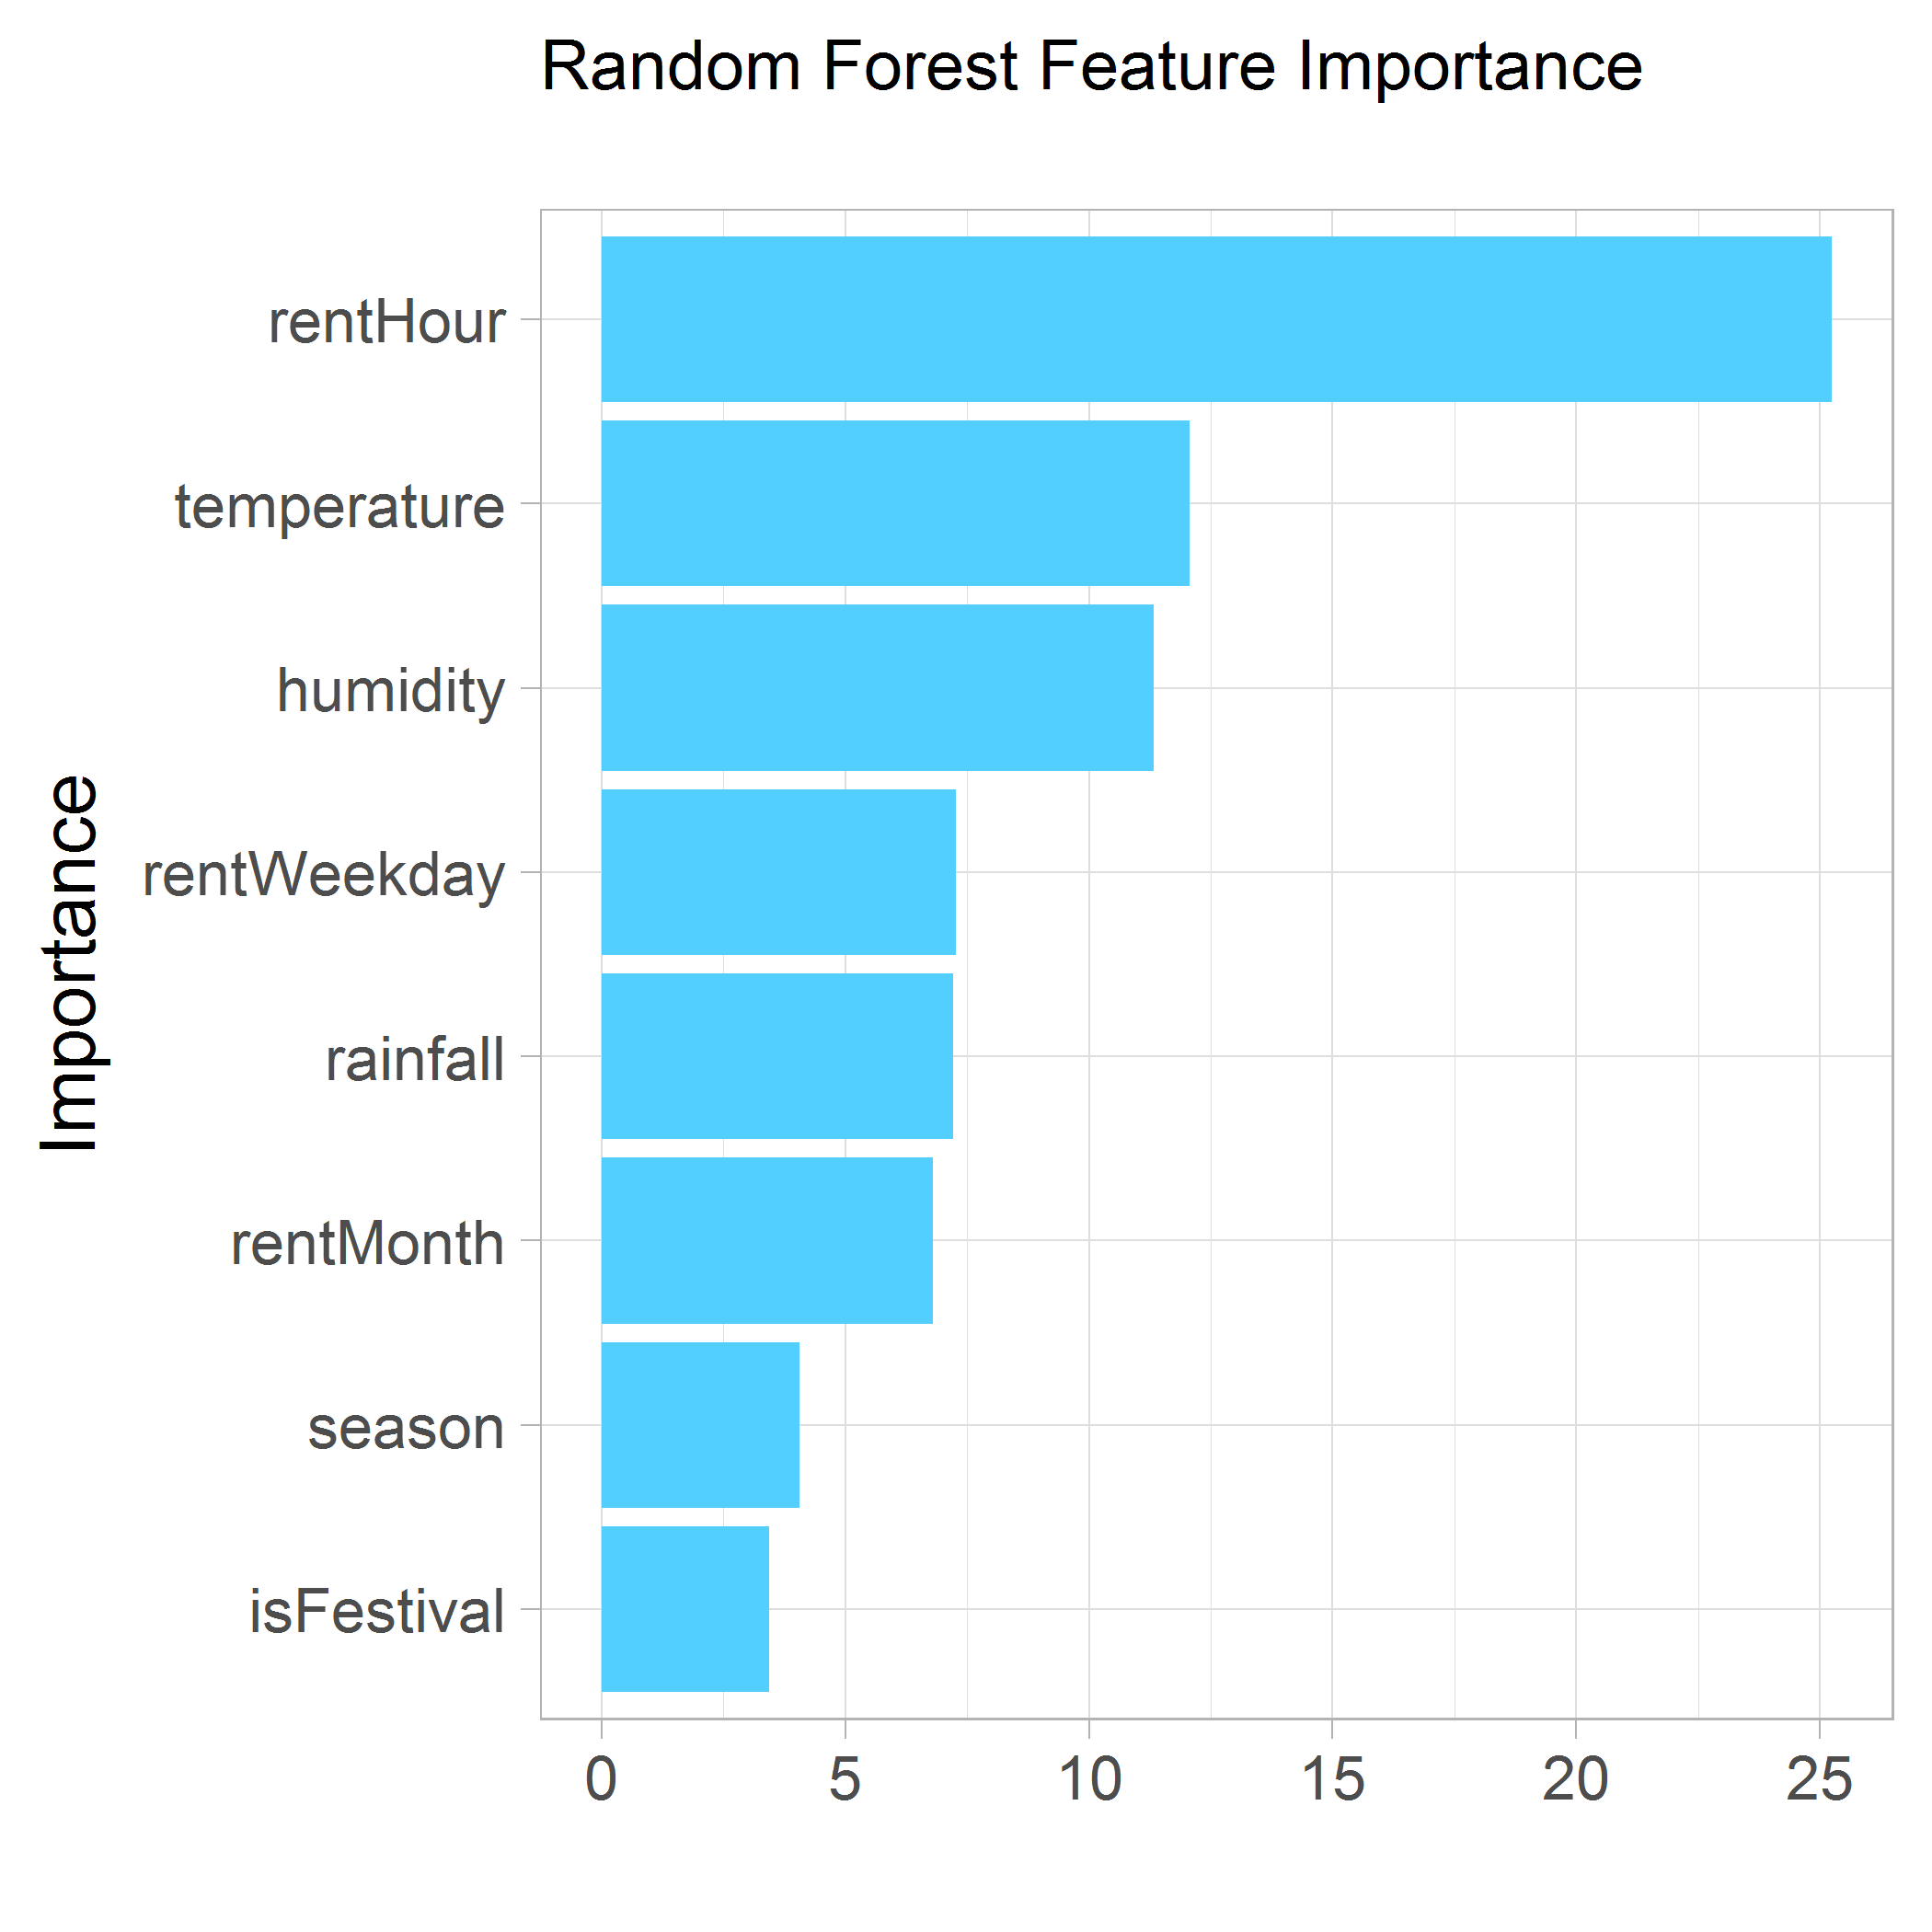 Random Forest Feature Importance
Importance
rentHour
temperature
humidity
rentWeekday
rainfall
rentMonth
season
isFestival
0 5 10 15 20 25